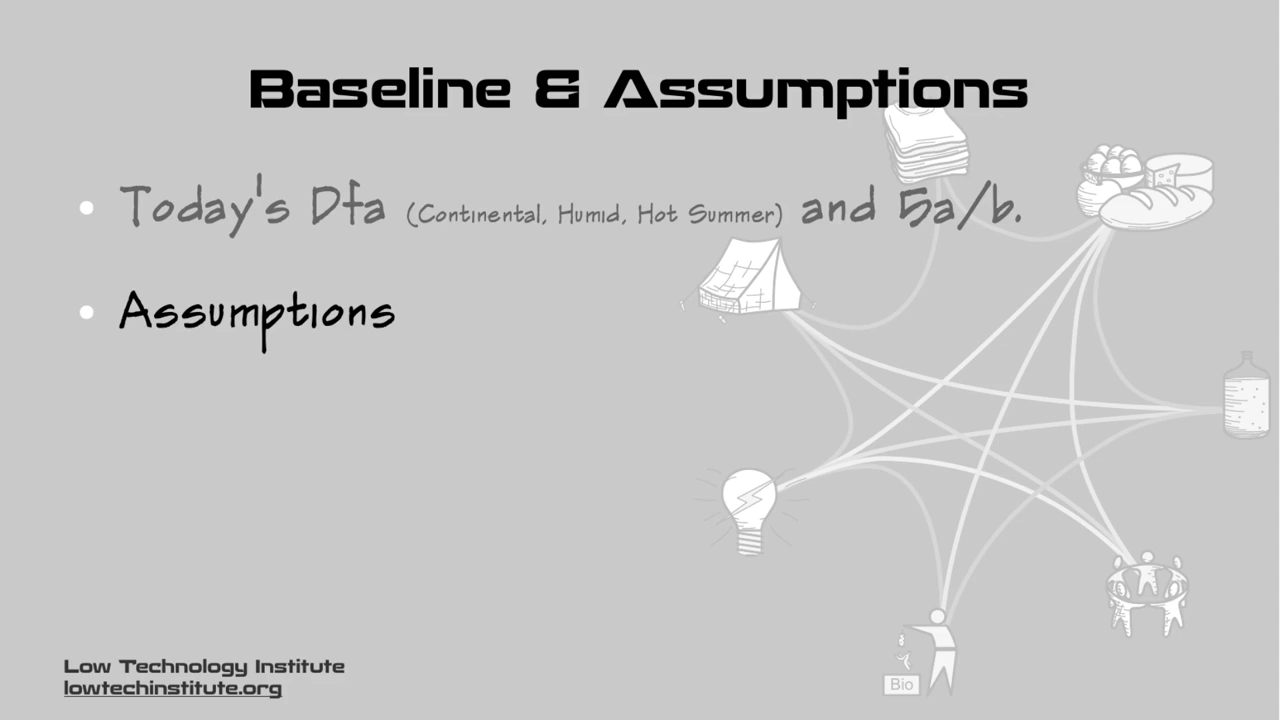 Baseline & Assumptions
• Today's Dfa (Continental, Humid, Hot Summer) and 5a/b.
• Assumptions
Bio
Low Technology Institute
lowtechinstitute.org